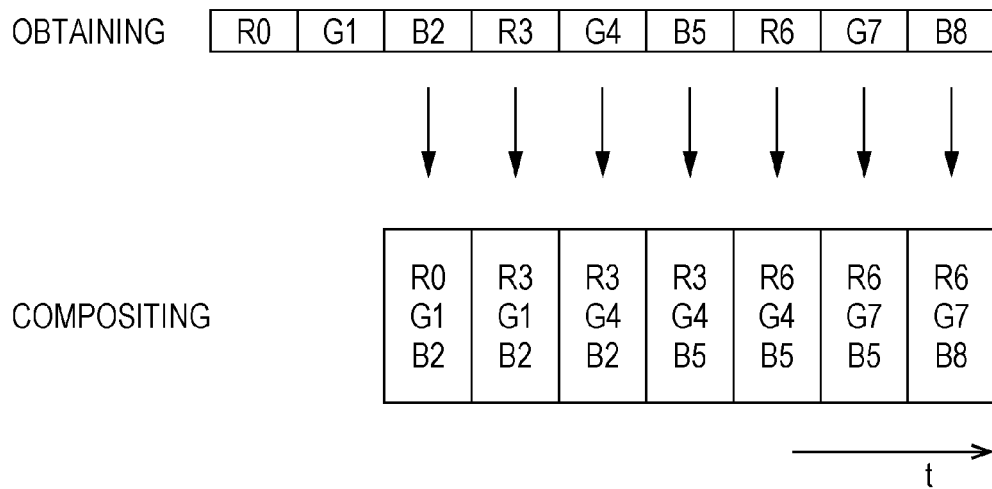 OBTAINING R0 G1 B2 R3 G4 B5 R6 G7 B8
R0 R3 R3 R3 R6 R6 R6
COMPOSITING G1 G1 G4 G4 G4 G7 G7
B2 B2 B2 B5 B5 B5 B8
t